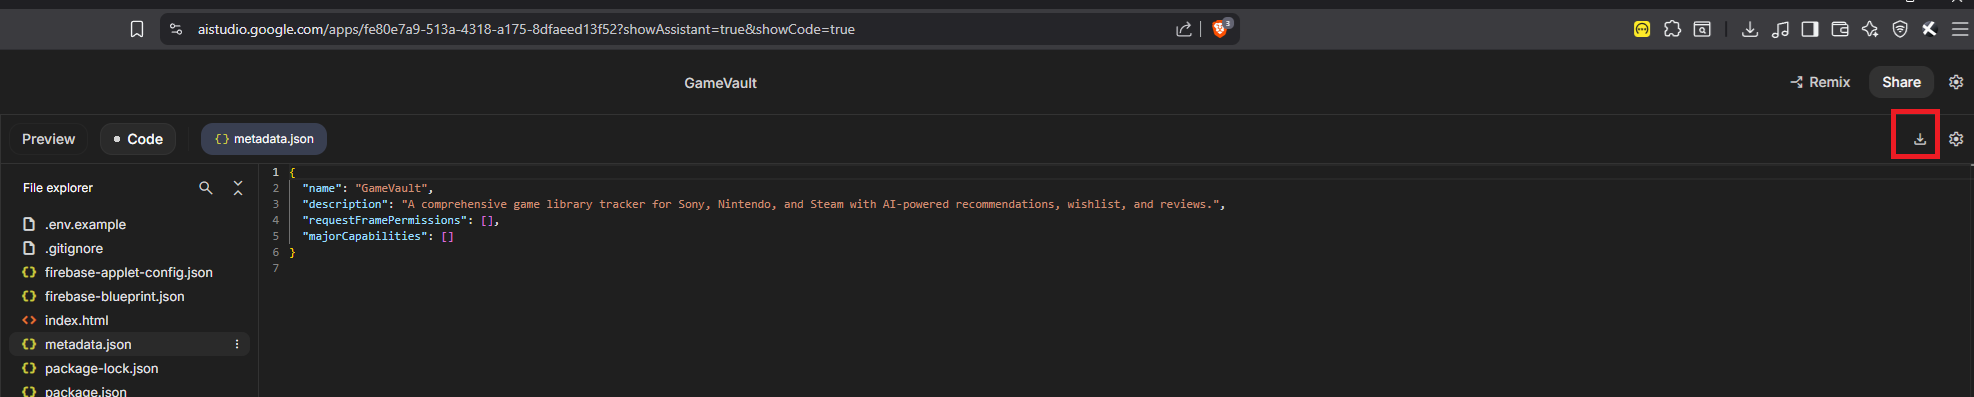 aistudio.google.com/apps/fe80e7a9-513a-4318-a175-8dfaeed13f52?showAssistant=true&showCode=true
3
GameVault
Remix
Share
Preview
Code
{} metadata.json
File explorer
.env.example
.gitignore
{} firebase-applet-config.json
{} firebase-blueprint.json
<> index.html
{} metadata.json
{} package-lock.json
{} package.json
1 {
2 "name": "GameVault",
3 "description": "A comprehensive game library tracker for Sony, Nintendo, and Steam with AI-powered recommendations, wishlist, and reviews.",
4 "requestFramePermissions": [],
5 "majorCapabilities": []
6 }
7